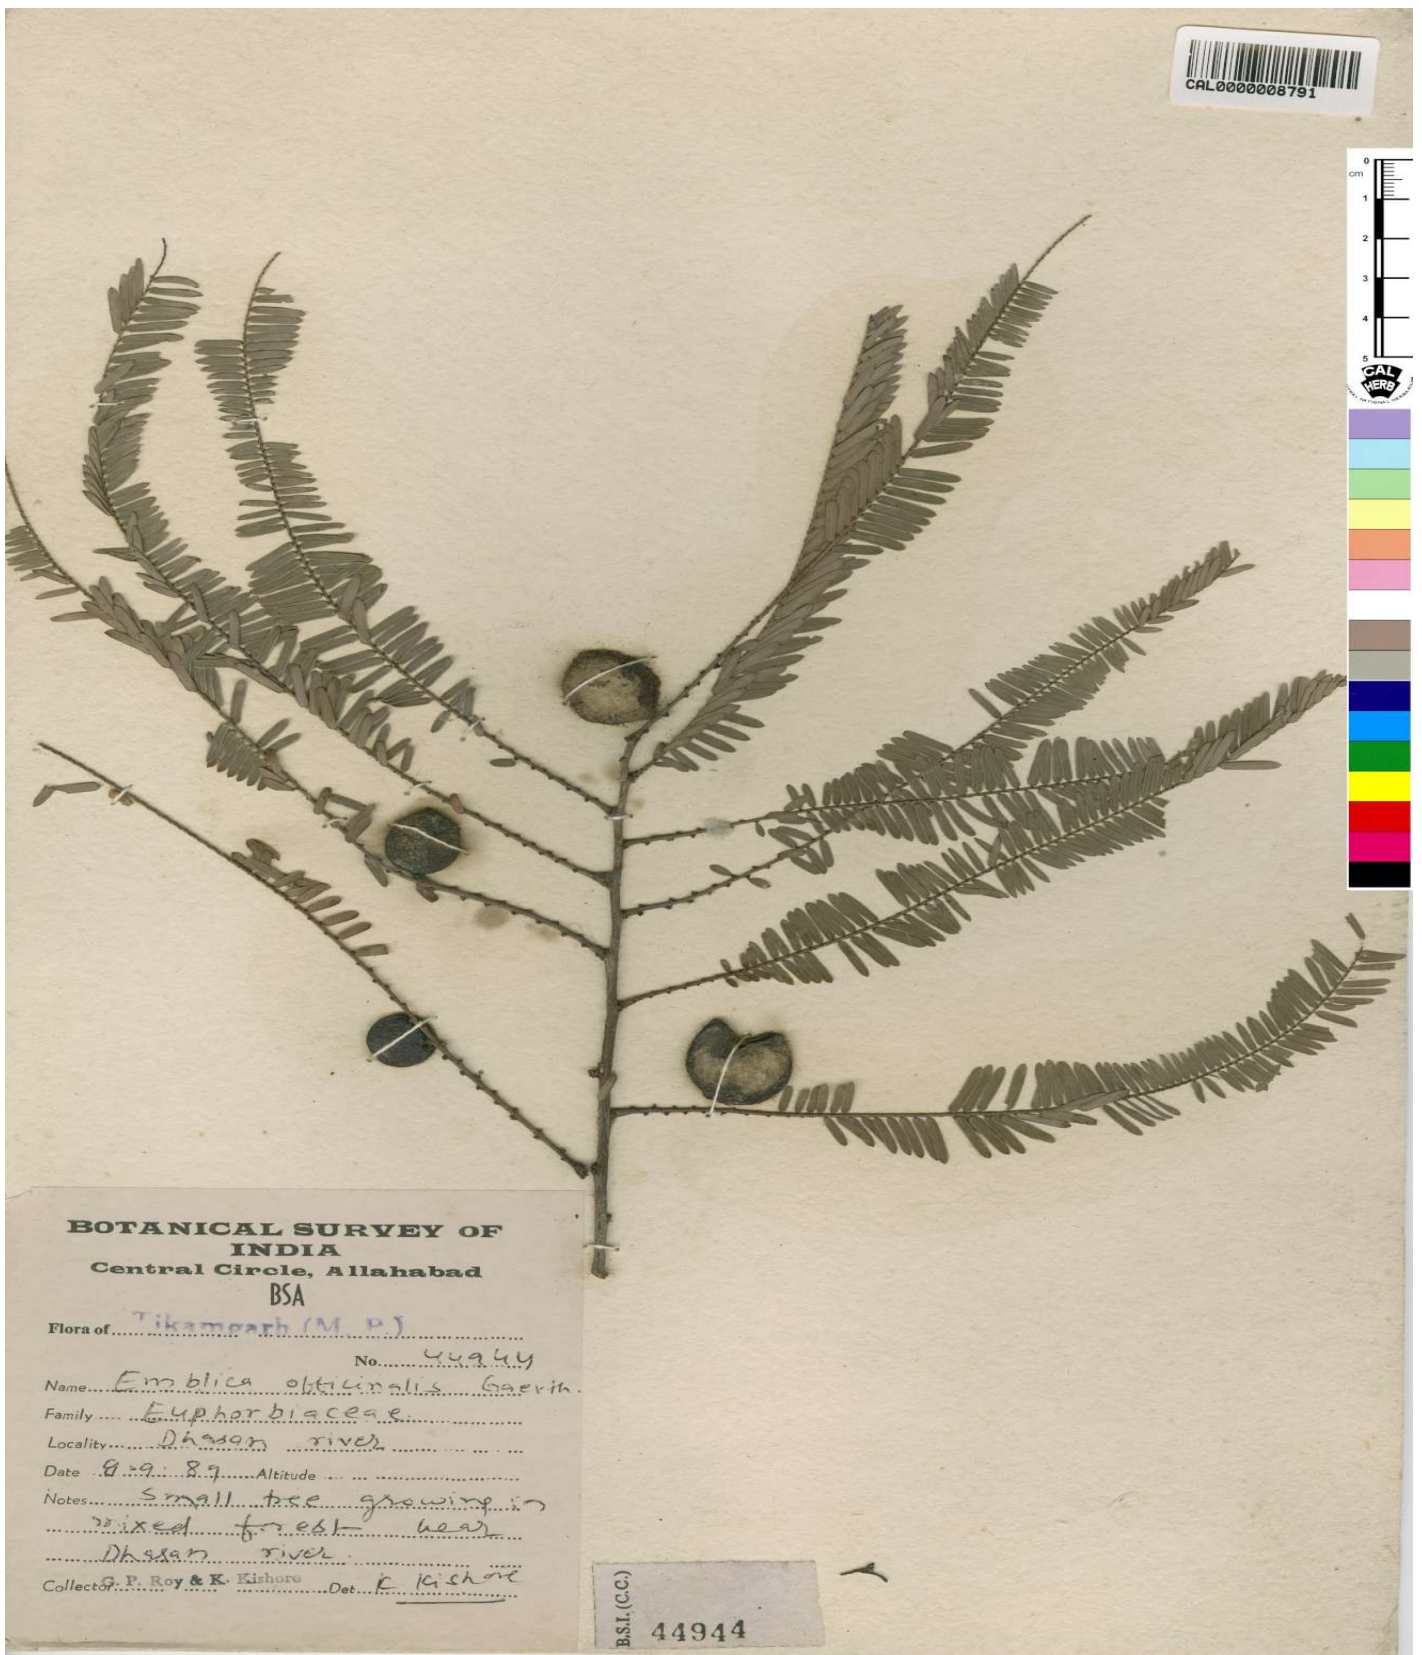 CAL0000008791
0
cm
1
2
3
4
5
CAL
HERB
BOTANICAL SURVEY OF
INDIA
Central Circle, Allahabad
BSA
Flora of Tikamgarh (M. P.)
No. 44944
Name Emblica officinalis Gaertn.
Family Euphorbiaceae
Locality Dhasan river
Date 8-9-89 Altitude
Notes Small tree growing in
mixed forest near
Dhasan river.
Collector G. P. Roy & K. Kishore Det K Kishore
B.S.I. (C.C.)
44944